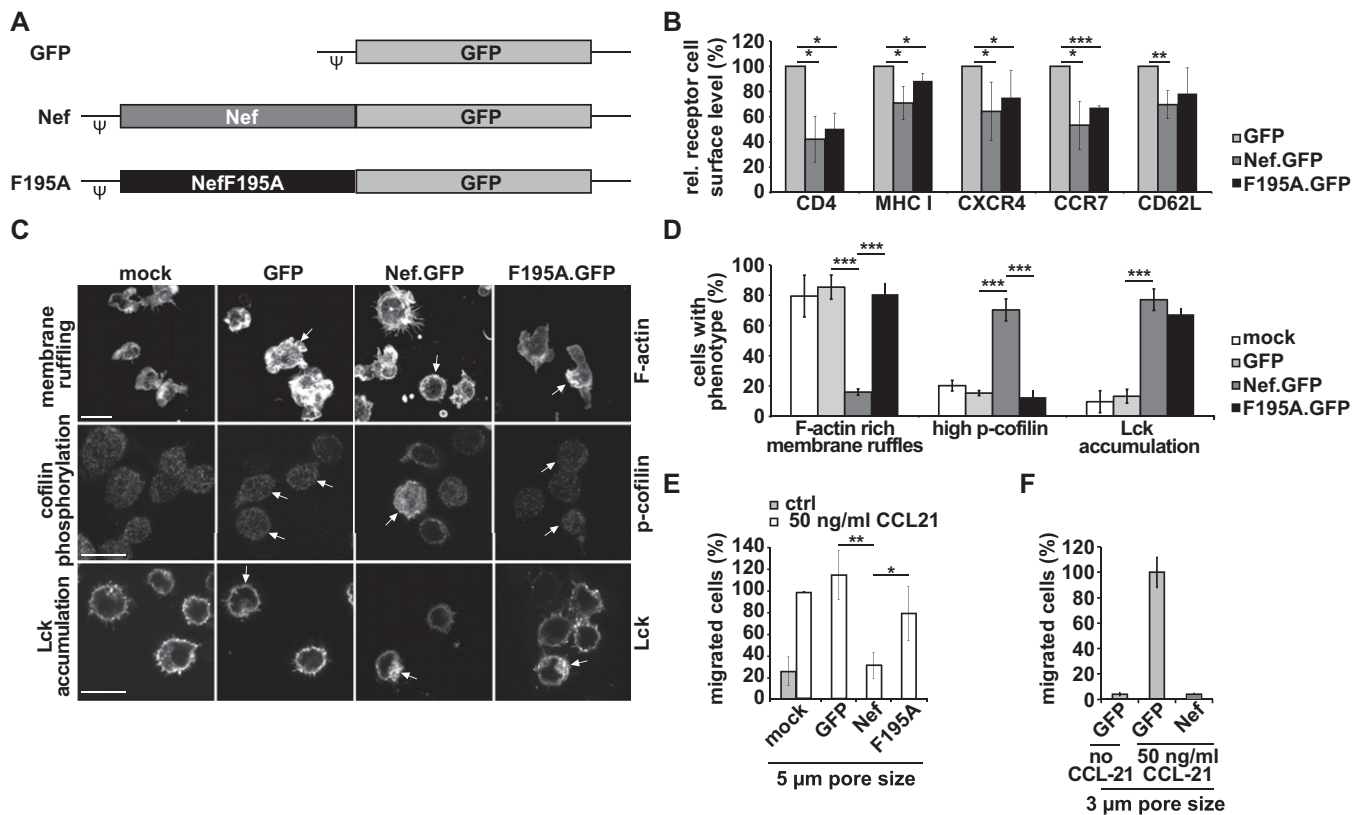 A
GFP
ψ
GFP
Nef
ψ
Nef
GFP
F195A
ψ
NefF195A
GFP
B
rel. receptor cell
surface level (%)
120
100
80
60
40
20
0
*
*
*
*
*
*
***
*
**
CD4
MHC I
CXCR4
CCR7
CD62L
GFP
Nef.GFP
F195A.GFP
C
mock
GFP
Nef.GFP
F195A.GFP
membrane
ruffling
F-actin
cofilin
phosphorylation
p-cofilin
Lck
accumulation
Lck
D
cells with
phenotype (%)
100
80
60
40
20
0
***
***
***
***
***
F-actin rich
membrane ruffles
high p-cofilin
Lck
accumulation
mock
GFP
Nef.GFP
F195A.GFP
E
ctrl
50 ng/ml CCL21
migrated cells (%)
140
120
100
80
60
40
20
0
**
*
mock
GFP
Nef
F195A
5 µm pore size
F
migrated cells (%)
120
100
80
60
40
20
0
GFP
GFP
Nef
no
CCL-21
50 ng/ml
CCL-21
3 µm pore size